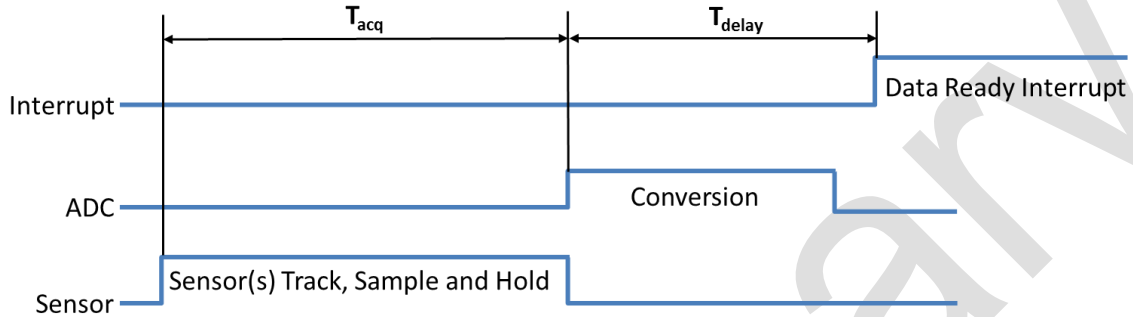 Tacq
Tdelay
Interrupt
Data Ready Interrupt
ADC
Conversion
Sensor
Sensor(s) Track, Sample and Hold